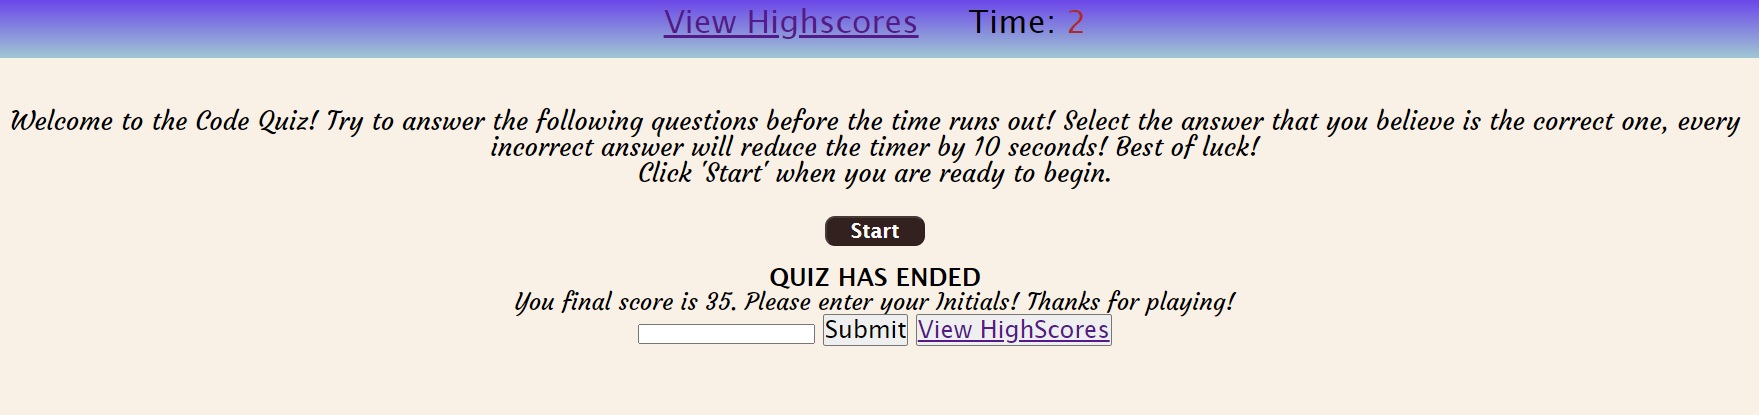 View Highscores Time: 2
Welcome to the Code Quiz! Try to answer the following questions before the time runs out! Select the answer that you believe is the correct one, every
incorrect answer will reduce the timer by 10 seconds! Best of luck!
Click 'Start' when you are ready to begin.
Start
QUIZ HAS ENDED
You final score is 35. Please enter your Initials! Thanks for playing!
Submit View HighScores